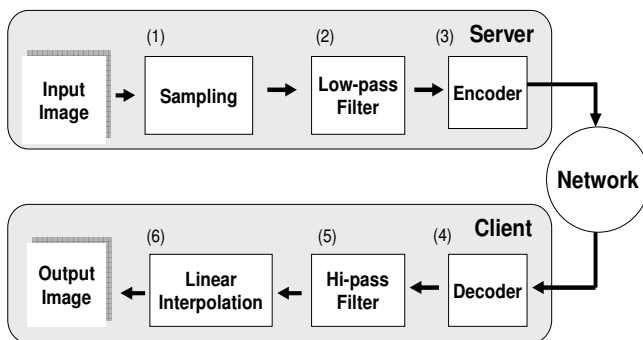 Server
(1)
(2)
(3)
Input
Image
Sampling
Low-pass
Filter
Encoder
Network
Client
(6)
(5)
(4)
Output
Image
Linear
Interpolation
Hi-pass
Filter
Decoder